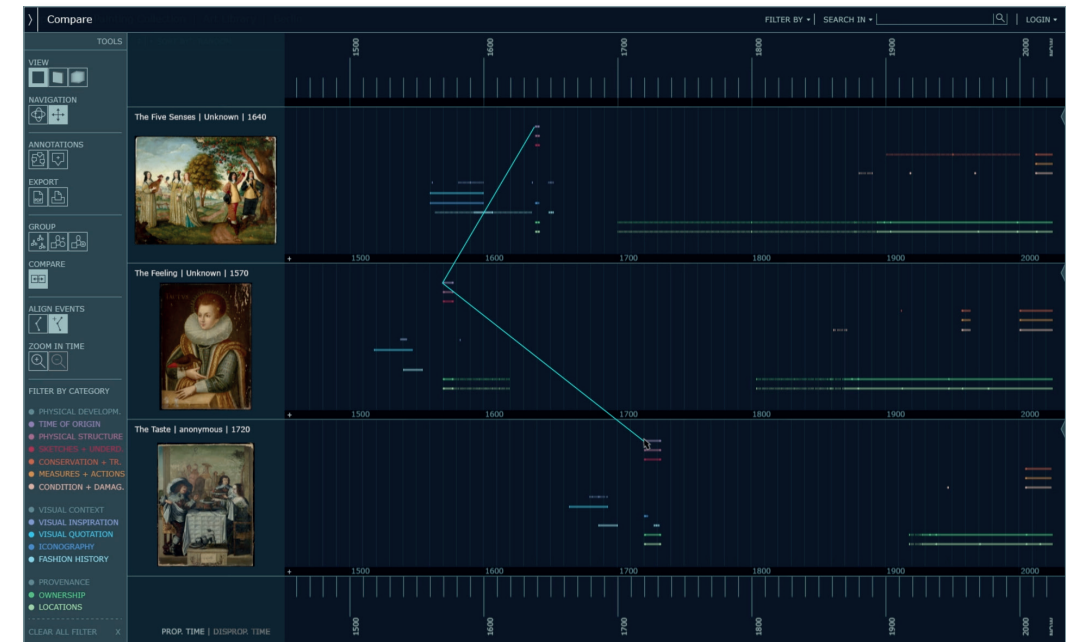 Compare
FILTER BY
SEARCH IN
LOGIN
TOOLS
VIEW
NAVIGATION
ANNOTATIONS
EXPORT
GROUP
COMPARE
ALIGN EVENTS
ZOOM IN TIME
FILTER BY CATEGORY
PHYSICAL DEVELOPM.
TIME OF ORIGIN
PHYSICAL STRUCTURE
SKETCHES + UNDERD.
CONSERVATION + TR.
MEASURES + ACTIONS
CONDITION + DAMAG.
VISUAL CONTEXT
VISUAL INSPIRATION
VISUAL QUOTATION
ICONOGRAPHY
FASHION HISTORY
PROVENANCE
OWNERSHIP
LOCATIONS
CLEAR ALL FILTER X
1500 1600 1700 1800 1900 2000 NOW
The Five Senses | Unknown | 1640
+ 1500 1600 1700 1800 1900 2000
The Feeling | Unknown | 1570
+ 1500 1600 1700 1800 1900 2000
The Taste | anonymous | 1720
+ 1500 1600 1700 1800 1900 2000
PROP. TIME | DISPROP. TIME
1500 1600 1700 1800 1900 2000 NOW